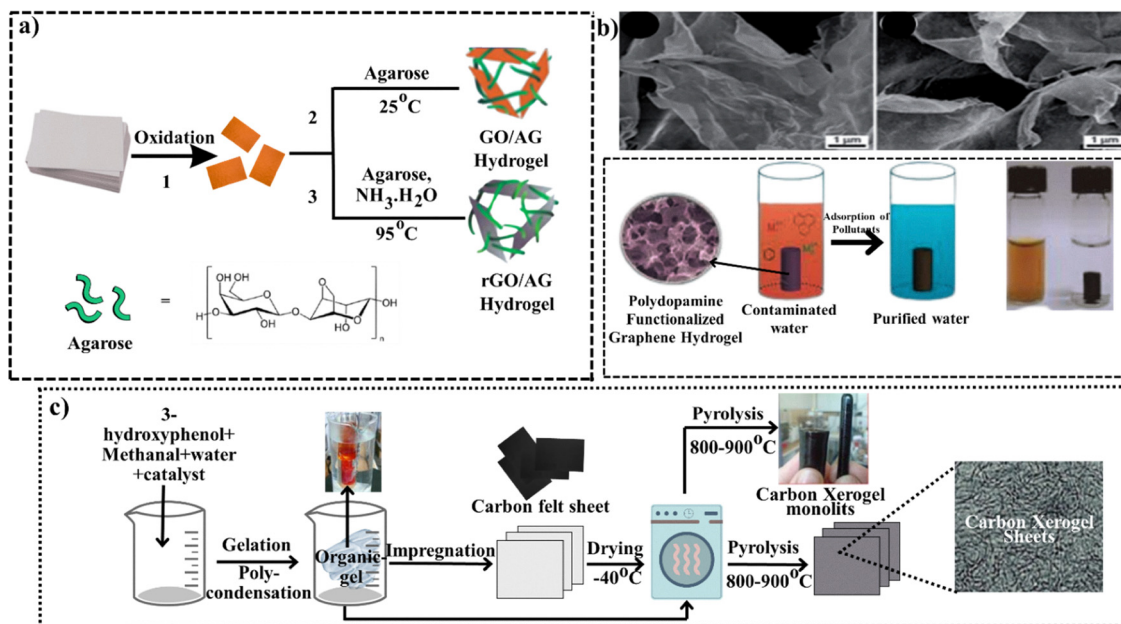 a)
Oxidation
1
2
Agarose
25°C
GO/AG
Hydrogel
3
Agarose,
NH₃.H₂O
95°C
rGO/AG
Hydrogel
Agarose
=
OH
OH
O
H
O
OH
OH
O
O
O
OH
O
OH
n
b)
1 µm
1 µm
Polydopamine
Functionalized
Graphene Hydrogel
Contaminated
water
Adsorption of
Pollutants
Purified water
c)
3-
hydroxyphenol+
Methanal+water
+catalyst
Gelation
Poly-
condensation
Organic-
gel
Impregnation
Carbon felt sheet
Drying
-40°C
Pyrolysis
800-900°C
Carbon Xerogel
monolits
Pyrolysis
800-900°C
Carbon Xerogel
Sheets